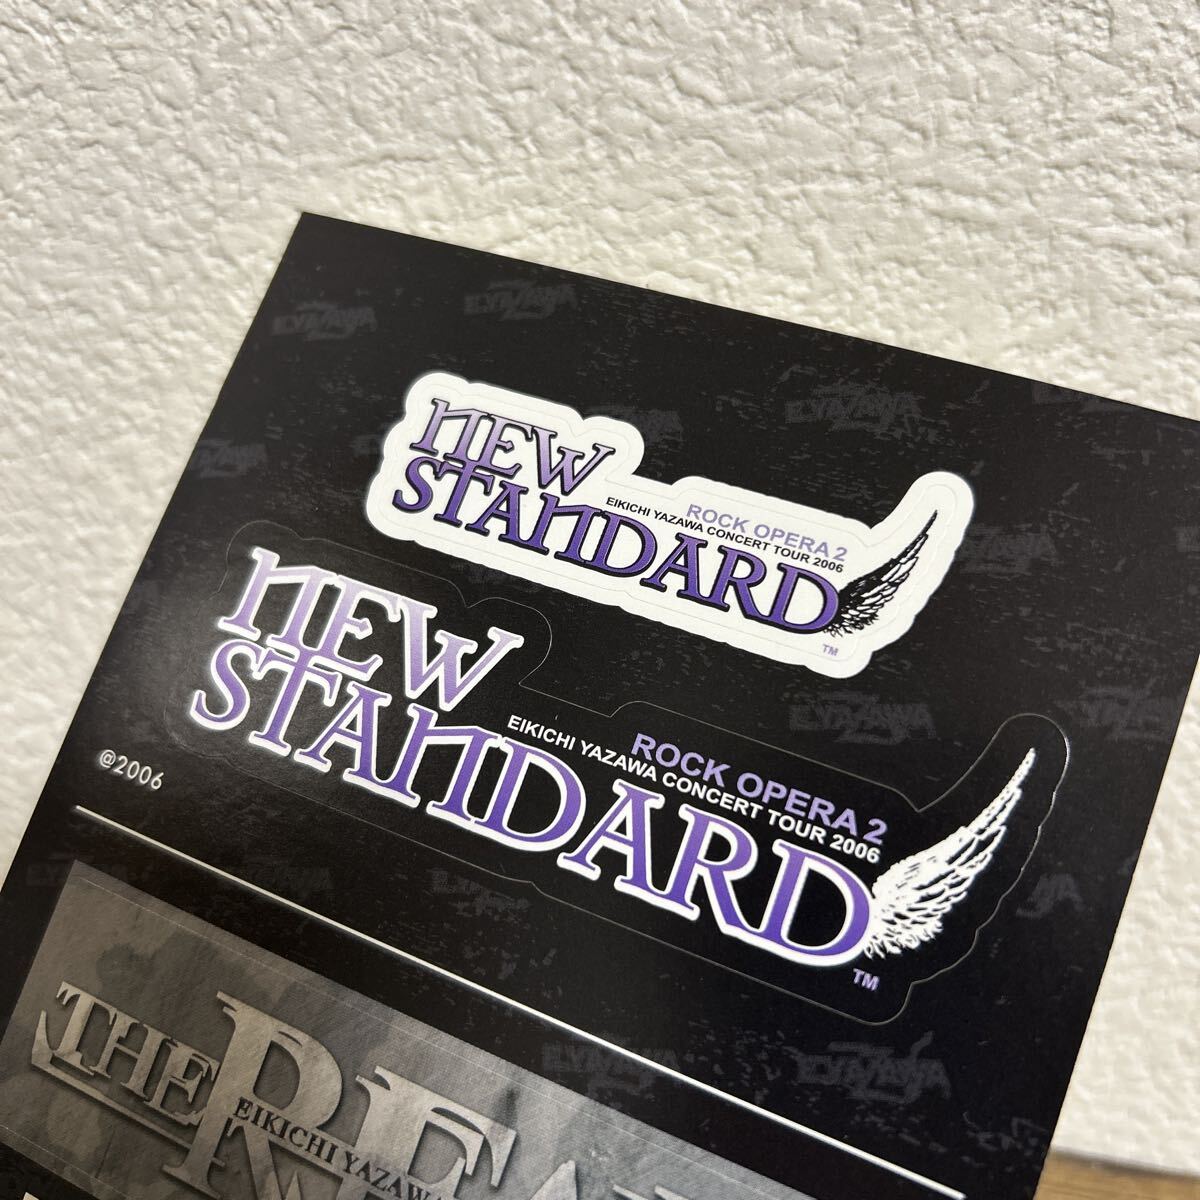 NEW
STANDARD
ROCK OPERA 2
EIKICHI YAZAWA CONCERT TOUR 2006
TM
NEW
STANDARD
ROCK OPERA 2
EIKICHI YAZAWA CONCERT TOUR 2006
TM
@2006
THE REA
EIKICHI YAZAWA